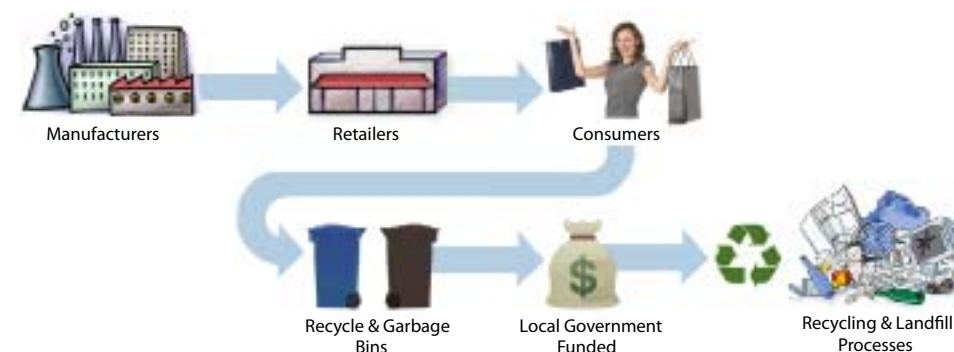 Manufacturers
Retailers
Consumers
Recycle & Garbage
Bins
$
Local Government
Funded
Recycling & Landfill
Processes